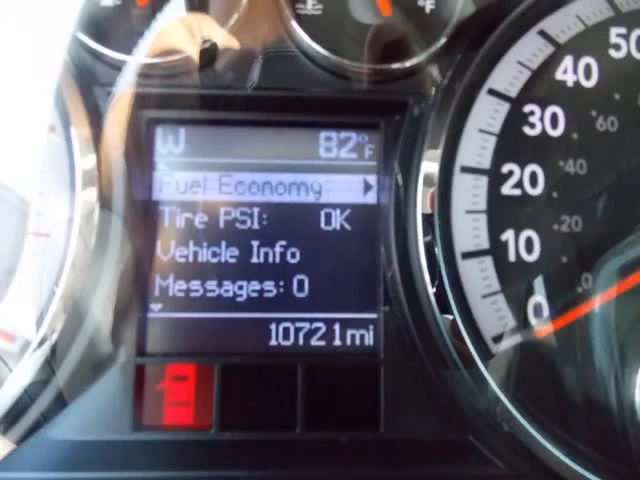 °F
W 82°F
Fuel Economy
Tire PSI: OK
Vehicle Info
Messages: 0
10721mi
50
40
30
20
10
0
60
40
20
0